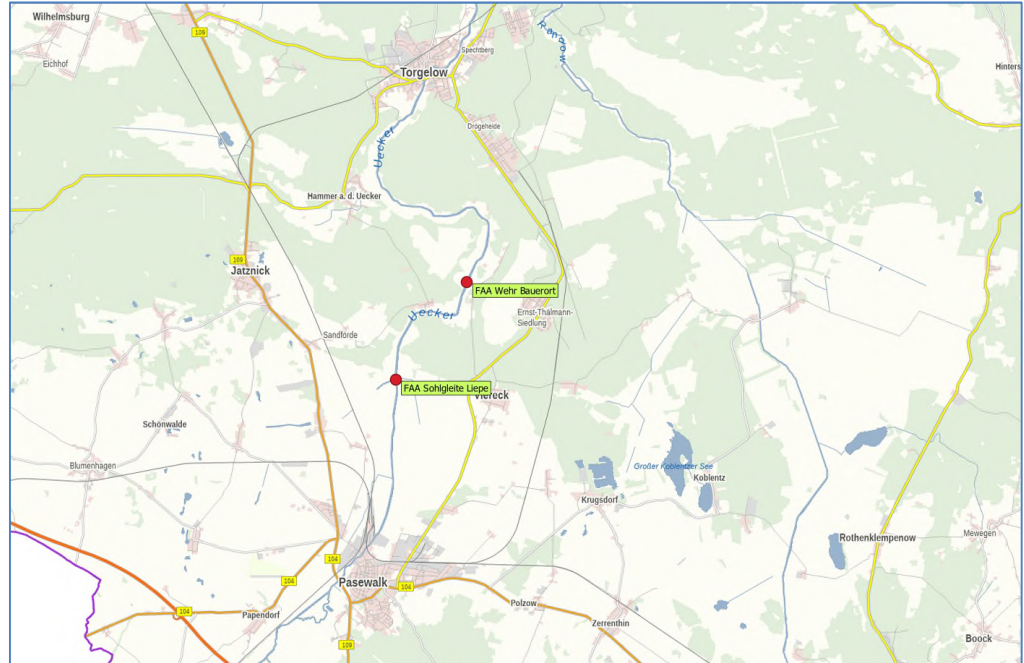 Wilhelmsburg
Eichhof
109
Spechtberg
Torgelow
Randow
Hinters
Drögeheide
Uecker
Hammer a. d. Uecker
109
Jatznick
FAA Wehr Bauerort
Uecker
Ernst-Thälmann-
Siedlung
Sandförde
FAA Sohlgleite Liepe
Viereck
Schönwalde
Blumenhagen
Großer Koblentzer See
Koblentz
Krugsdorf
Rothenklempenow
Mewegen
104
104
Pasewalk
104
104
Papendorf
Polzow
Zerrenthin
Boock
109